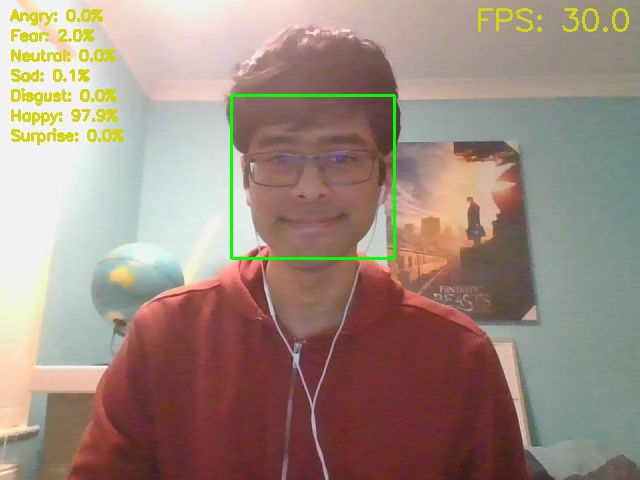 Angry: 0.0%
Fear: 2.0%
Neutral: 0.0%
Sad: 0.1%
Disgust: 0.0%
Happy: 97.9%
Surprise: 0.0%
FPS: 30.0
FANTASTIC
BEASTS